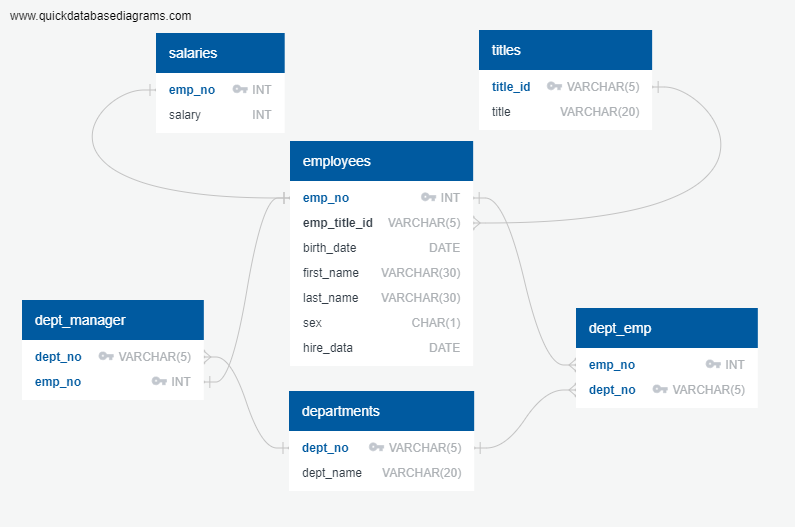 www.quickdatabasediagrams.com
salaries
emp_no INT
salary INT
titles
title_id VARCHAR(5)
title VARCHAR(20)
employees
emp_no INT
emp_title_id VARCHAR(5)
birth_date DATE
first_name VARCHAR(30)
last_name VARCHAR(30)
sex CHAR(1)
hire_data DATE
dept_manager
dept_no VARCHAR(5)
emp_no INT
dept_emp
emp_no INT
dept_no VARCHAR(5)
departments
dept_no VARCHAR(5)
dept_name VARCHAR(20)